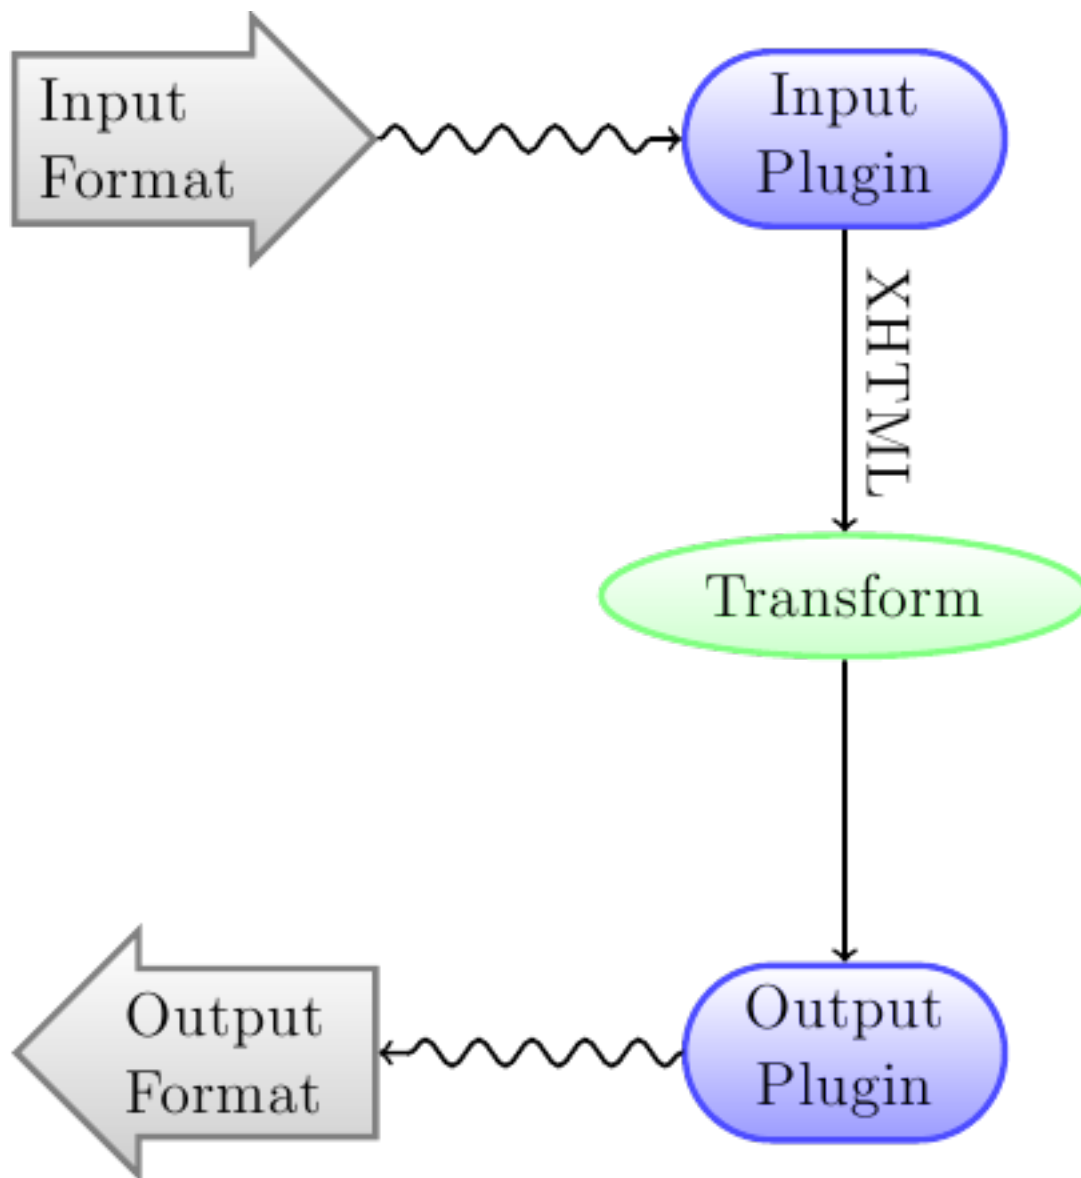 Input
Format
Input
Plugin
XHTML
Transform
Output
Format
Output
Plugin